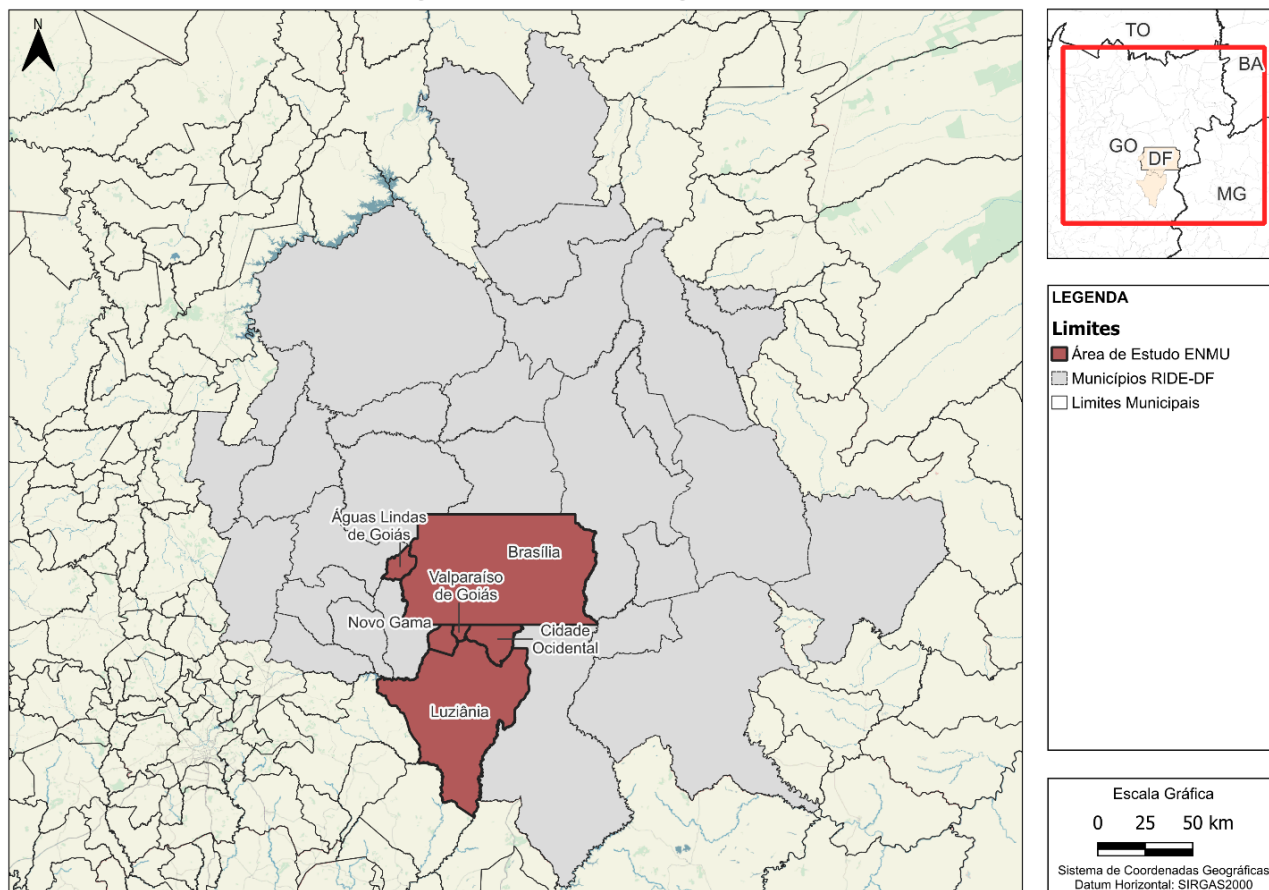 N
Águas Lindas
de Goiás
Brasília
Valparaíso
de Goiás
Novo Gama
Cidade
Ocidental
Luziânia
TO
BA
GO
DF
MG
LEGENDA
Limites
Área de Estudo ENMU
Municípios RIDE-DF
Limites Municipais
Escala Gráfica
0 25 50 km
Sistema de Coordenadas Geográficas
Datum Horizontal: SIRGAS2000